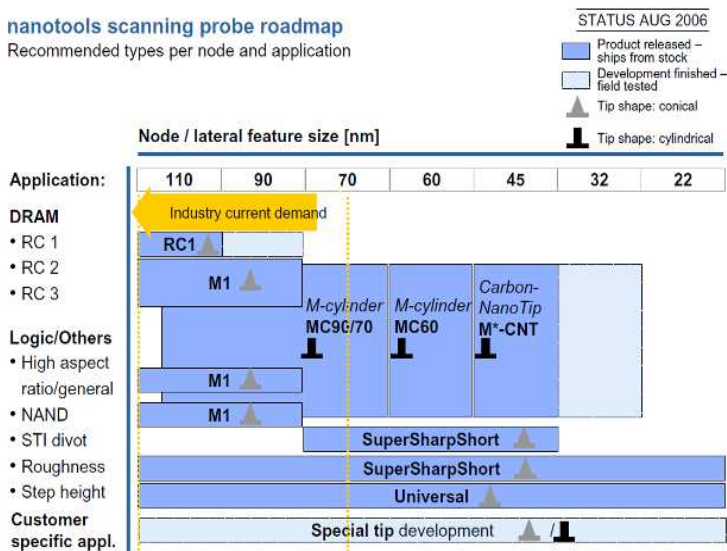 nanotools scanning probe roadmap
Recommended types per node and application
STATUS AUG 2006
Product released –
ships from stock
Development finished –
field tested
Tip shape: conical
Tip shape: cylindrical
Node / lateral feature size [nm]
Application: 110 90 70 60 45 32 22
Industry current demand
DRAM
• RC 1
• RC 2
• RC 3
RC1
M1
M-cylinder
MC90/70
M-cylinder
MC60
Carbon-
NanoTip
M*-CNT
Logic/Others
• High aspect
ratio/general
• NAND
• STI divot
• Roughness
• Step height
M1
M1
SuperSharpShort
SuperSharpShort
Universal
Customer
specific appl.
Special tip development /